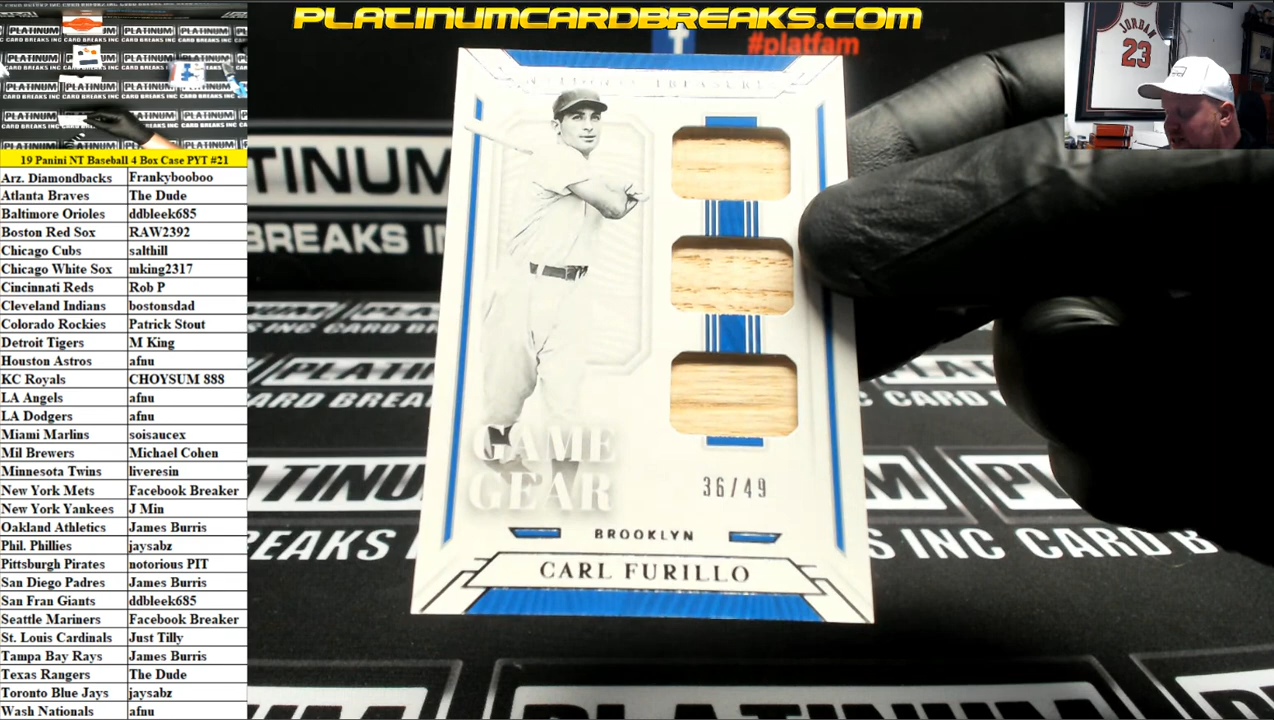 PLATINUMCARDBREAKS.COM
#platfam
JORDAN
23
19 Panini NT Baseball 4 Box Case PYT #21
Arz. Diamondbacks Frankybooboo
Atlanta Braves The Dude
Baltimore Orioles ddbleek685
Boston Red Sox RAW2392
Chicago Cubs salthill
Chicago White Sox mking2317
Cincinnati Reds Rob P
Cleveland Indians bostonsdad
Colorado Rockies Patrick Stout
Detroit Tigers M King
Houston Astros afnu
KC Royals CHOYSUM 888
LA Angels afnu
LA Dodgers afnu
Miami Marlins soisaucex
Mil Brewers Michael Cohen
Minnesota Twins liveresin
New York Mets Facebook Breaker
New York Yankees J Min
Oakland Athletics James Burris
Phil. Phillies jaysabz
Pittsburgh Pirates notorious PIT
San Diego Padres James Burris
San Fran Giants ddbleek685
Seattle Mariners Facebook Breaker
St. Louis Cardinals Just Tilly
Tampa Bay Rays James Burris
Texas Rangers The Dude
Toronto Blue Jays jaysabz
Wash Nationals afnu
GAME
GEAR
36/49
BROOKLYN
CARL FURILLO